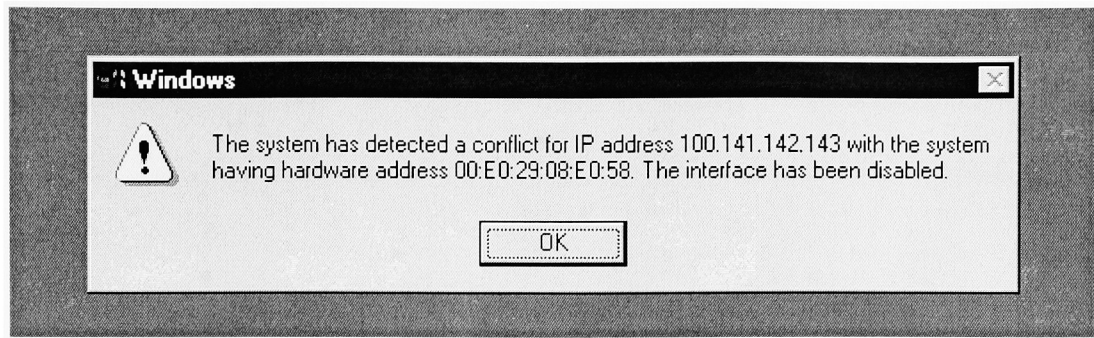 Windows
The system has detected a conflict for IP address 100.141.142.143 with the system
having hardware address 00:E0:29:08:E0:58. The interface has been disabled.
OK